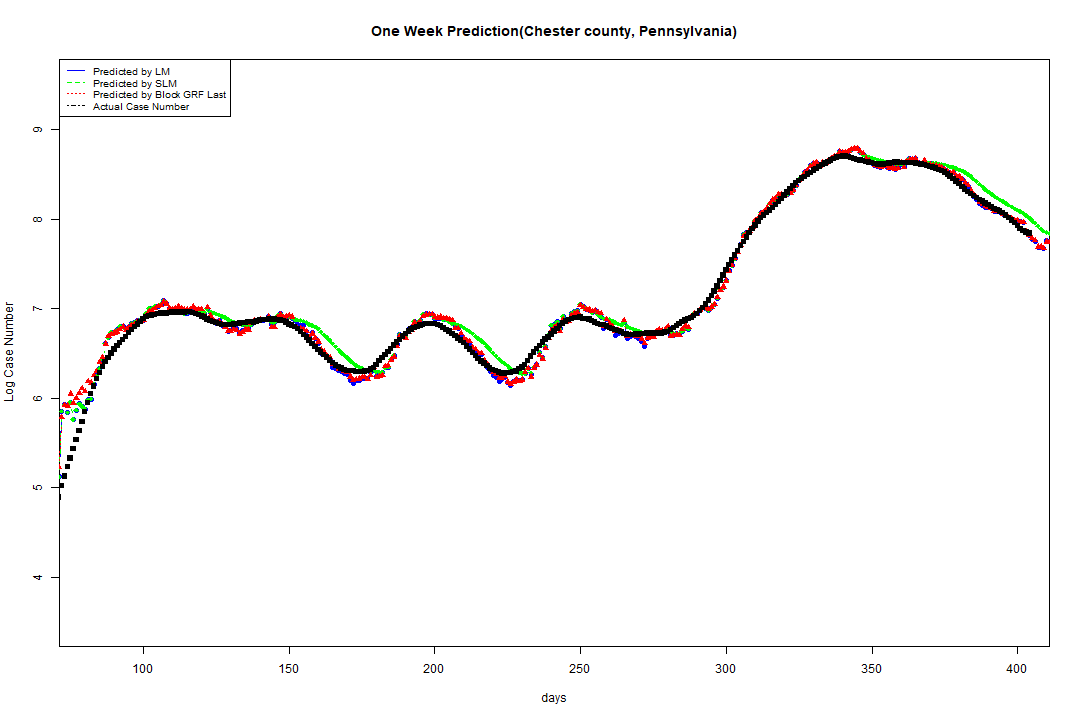 One Week Prediction(Chester county, Pennsylvania)
Predicted by LM
Predicted by SLM
Predicted by Block GRF Last
Actual Case Number
9
8
7
6
5
4
Log Case Number
100 150 200 250 300 350 400
days